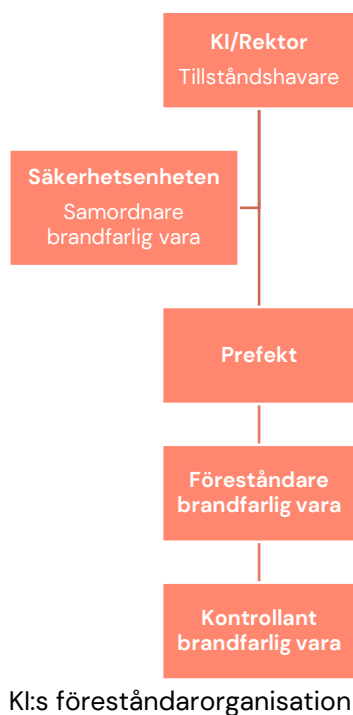 KI/Rektor
Tillståndshavare
Säkerhetsenheten
Samordnare
brandfarlig vara
Prefekt
Föreståndare
brandfarlig vara
Kontrollant
brandfarlig vara
KI:s föreståndarorganisation